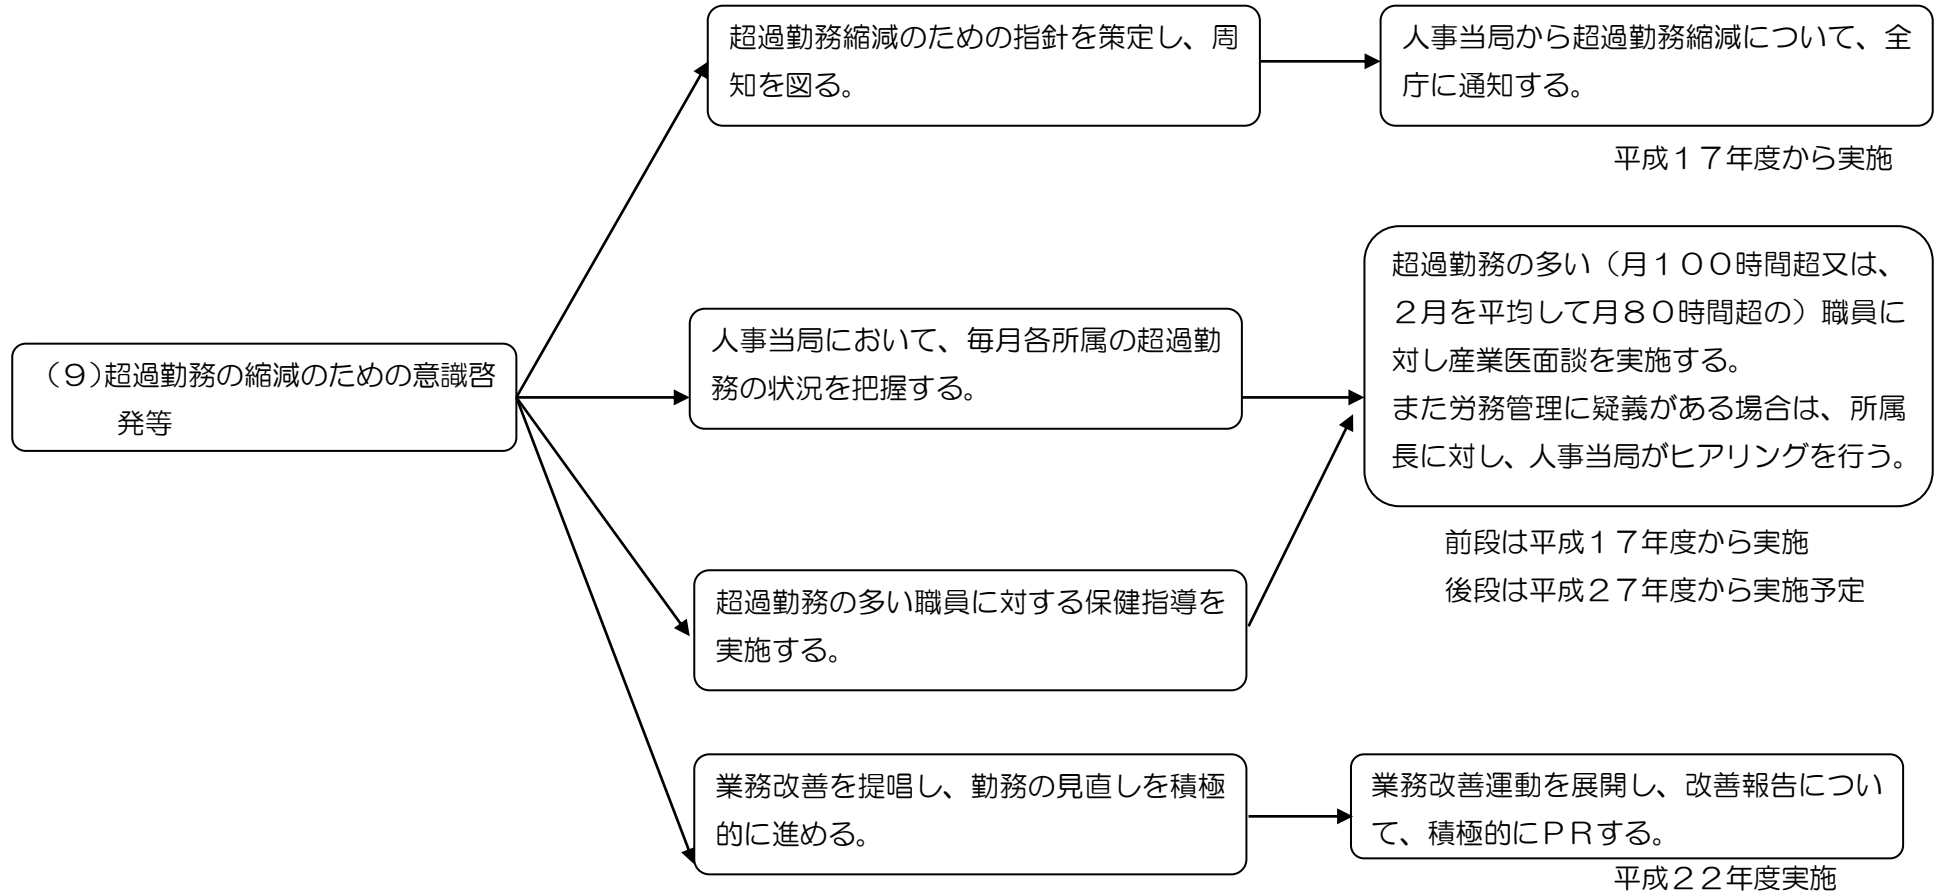 （９）超過勤務の縮減のための意識啓
発等
超過勤務縮減のための指針を策定し、周
知を図る。
人事当局から超過勤務縮減について、全
庁に通知する。
平成１７年度から実施
人事当局において、毎月各所属の超過勤
務の状況を把握する。
超過勤務の多い（月１００時間超又は、
２月を平均して月８０時間超の）職員に
対し産業医面談を実施する。
また労務管理に疑義がある場合は、所属
長に対し、人事当局がヒアリングを行う。
前段は平成１７年度から実施
後段は平成２７年度から実施予定
超過勤務の多い職員に対する保健指導を
実施する。
業務改善を提唱し、勤務の見直しを積極
的に進める。
業務改善運動を展開し、改善報告につい
て、積極的にＰＲする。
平成２２年度実施